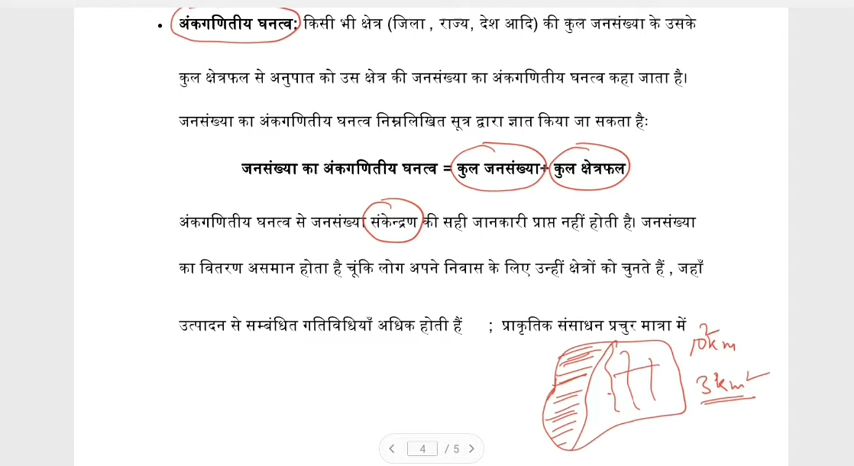 • अंकगणितीय घनत्व: किसी भी क्षेत्र (जिला , राज्य, देश आदि) की कुल जनसंख्या के उसके
कुल क्षेत्रफल से अनुपात को उस क्षेत्र की जनसंख्या का अंकगणितीय घनत्व कहा जाता है।
जनसंख्या का अंकगणितीय घनत्व निम्नलिखित सूत्र द्वारा ज्ञात किया जा सकता है:
जनसंख्या का अंकगणितीय घनत्व = कुल जनसंख्या÷ कुल क्षेत्रफल
अंकगणितीय घनत्व से जनसंख्या संकेन्द्रण की सही जानकारी प्राप्त नहीं होती है। जनसंख्या
का वितरण असमान होता है चूंकि लोग अपने निवास के लिए उन्हीं क्षेत्रों को चुनते हैं , जहाँ
उत्पादन से सम्बंधित गतिविधियाँ अधिक होती हैं ; प्राकृतिक संसाधन प्रचुर मात्रा में
3km²
4 / 5